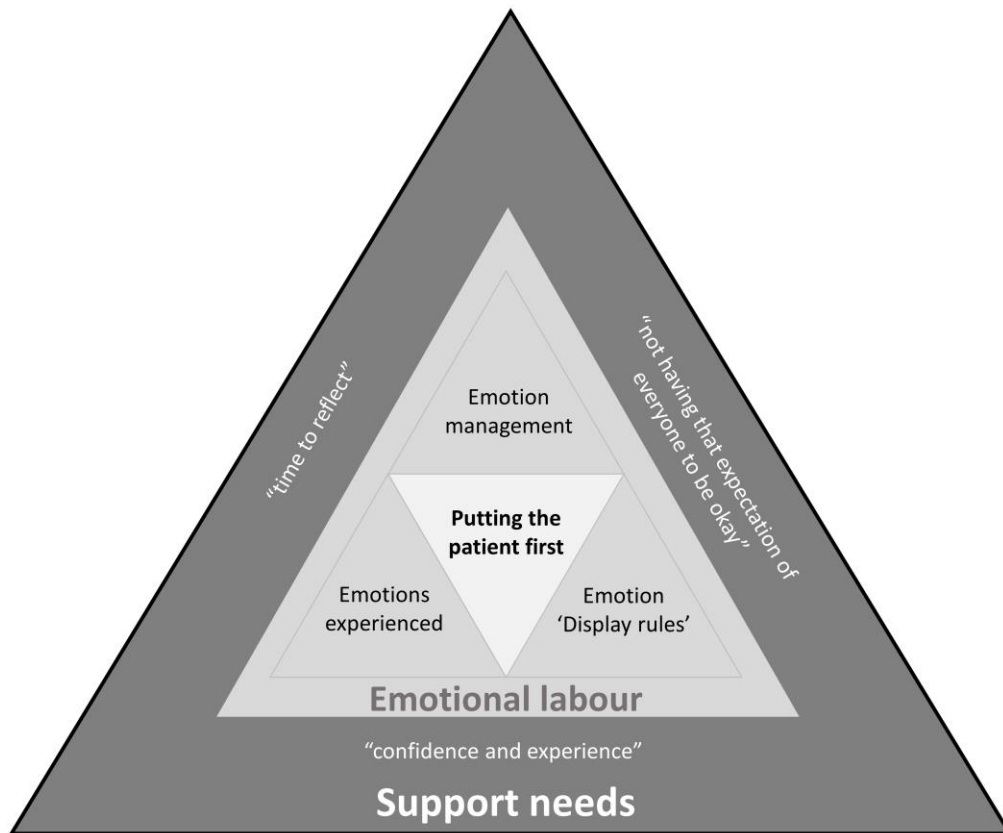 “time to reflect”
“not having that expectation of
everyone to be okay”
Emotion
management
Putting the
patient first
Emotions
experienced
Emotion
‘Display rules’
Emotional labour
“confidence and experience”
Support needs